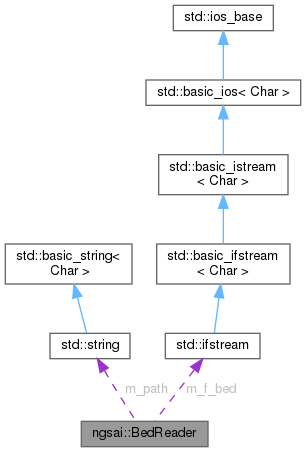 std::ios_base
std::basic_ios< Char >
std::basic_istream
< Char >
std::basic_string<
Char >
std::basic_ifstream
< Char >
std::string
std::ifstream
m_path
m_f_bed
ngsai::BedReader